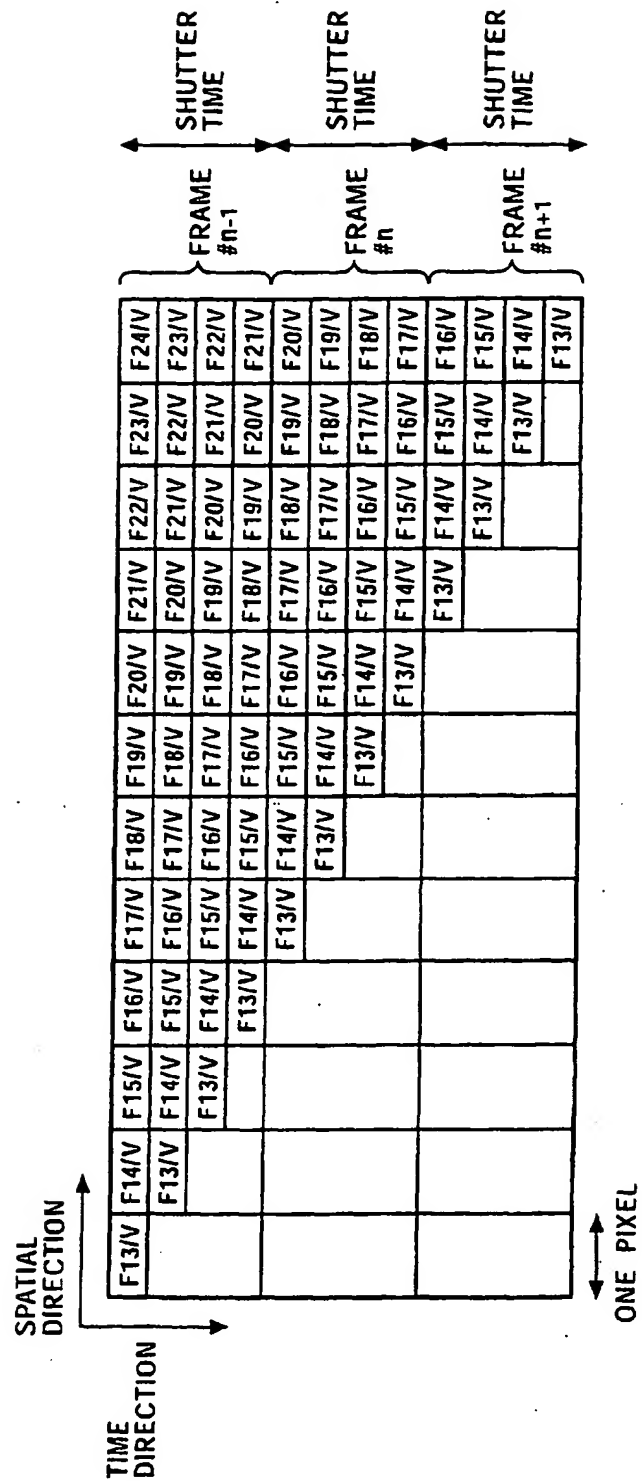 SPATIAL
DIRECTION
TIME
DIRECTION
F13/V F14/V F15/V F16/V F17/V F18/V F19/V F20/V F21/V F22/V F23/V F24/V
F13/V F14/V F15/V F16/V F17/V F18/V F19/V F20/V F21/V F22/V F23/V
F13/V F14/V F15/V F16/V F17/V F18/V F19/V F20/V F21/V F22/V
F13/V F14/V F15/V F16/V F17/V F18/V F19/V F20/V F21/V
F13/V F14/V F15/V F16/V F17/V F18/V F19/V F20/V
F13/V F14/V F15/V F16/V F17/V F18/V F19/V
F13/V F14/V F15/V F16/V F17/V F18/V
F13/V F14/V F15/V F16/V F17/V
F13/V F14/V F15/V F16/V
F13/V F14/V F15/V
F13/V F14/V
F13/V
FRAME
#n-1
SHUTTER
TIME
FRAME
#n
SHUTTER
TIME
FRAME
#n+1
SHUTTER
TIME
ONE PIXEL